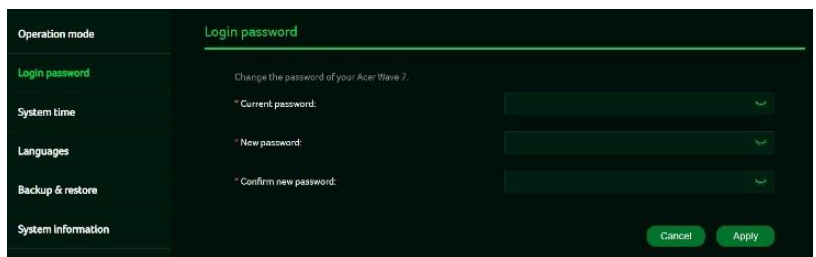 Operation mode
Login password
System time
Languages
Backup & restore
System information
Login password
Change the password of your Acer Wave 7.
* Current password:
* New password:
* Confirm new password:
Cancel
Apply